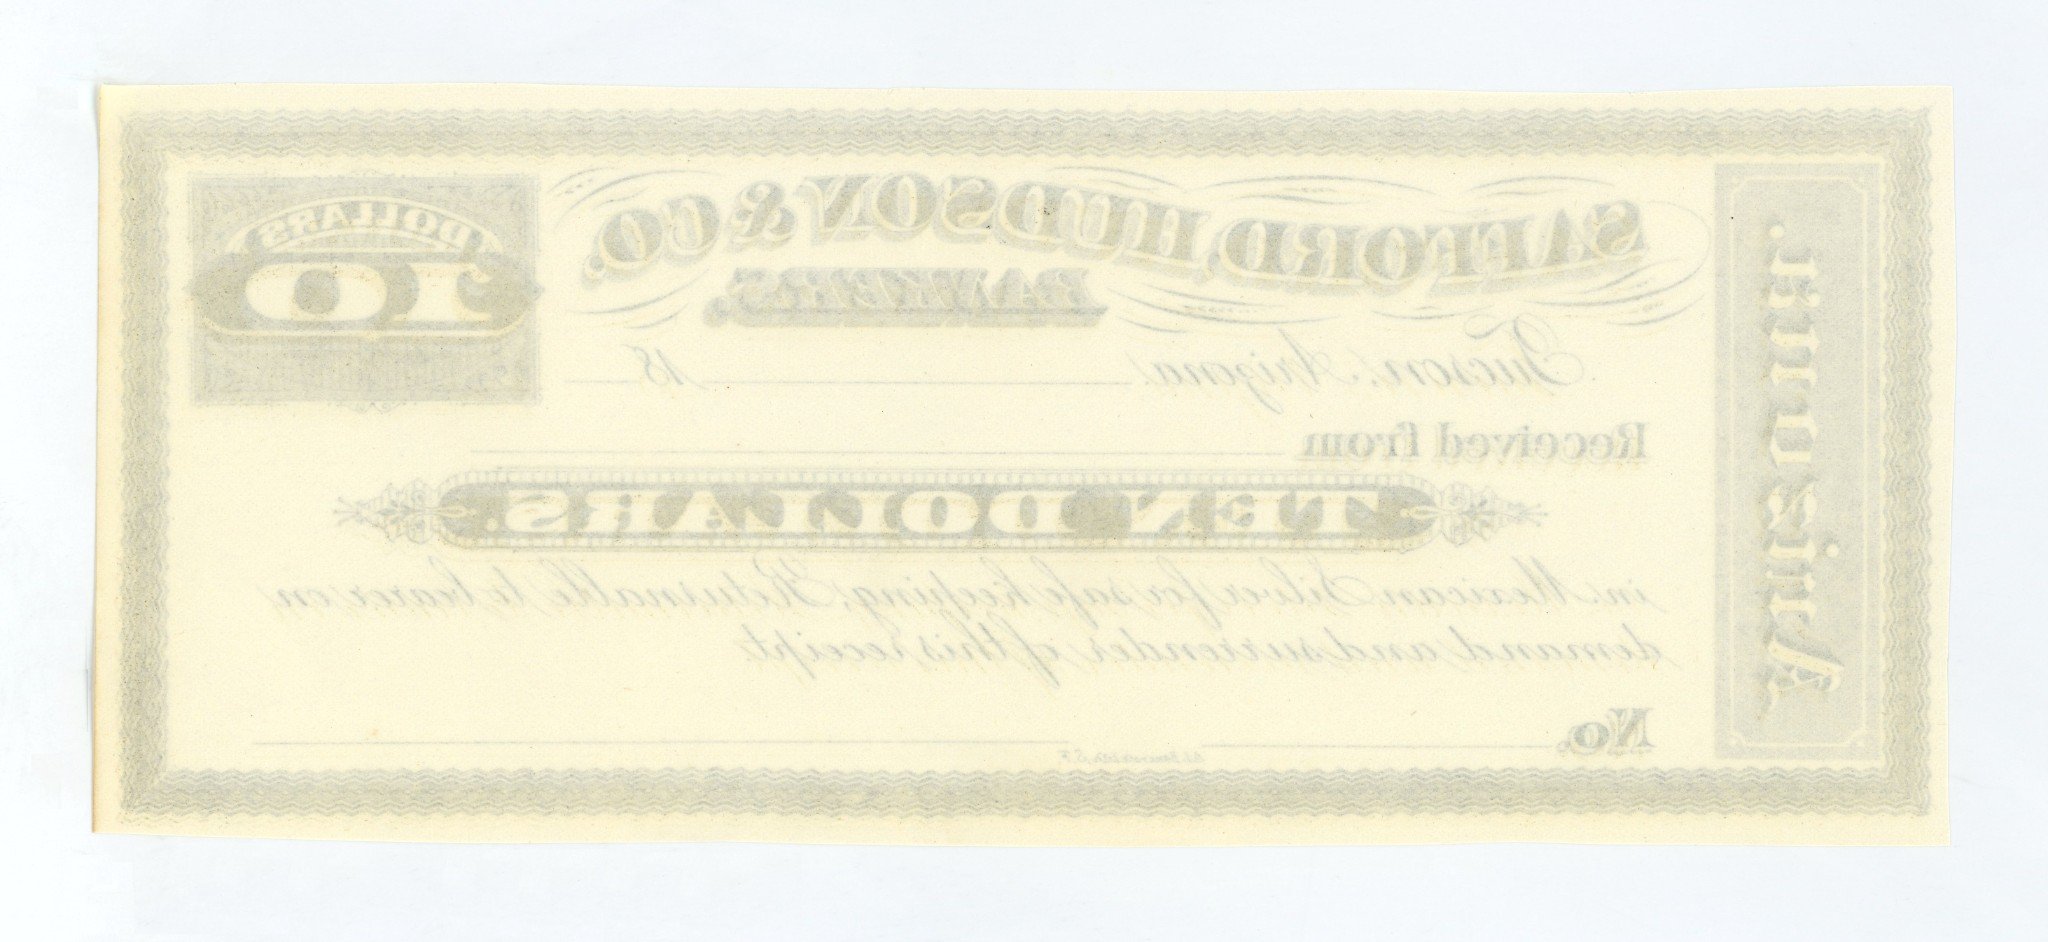 SAFFORD, HUDSON & CO.
BANKERS,
DOLLARS
10
Tucson, Arizona, 18
Received from
TEN DOLLARS.
in Mexican Silver for safe keeping, Returnable to bearer on
demand and surrender of this receipt.
No.